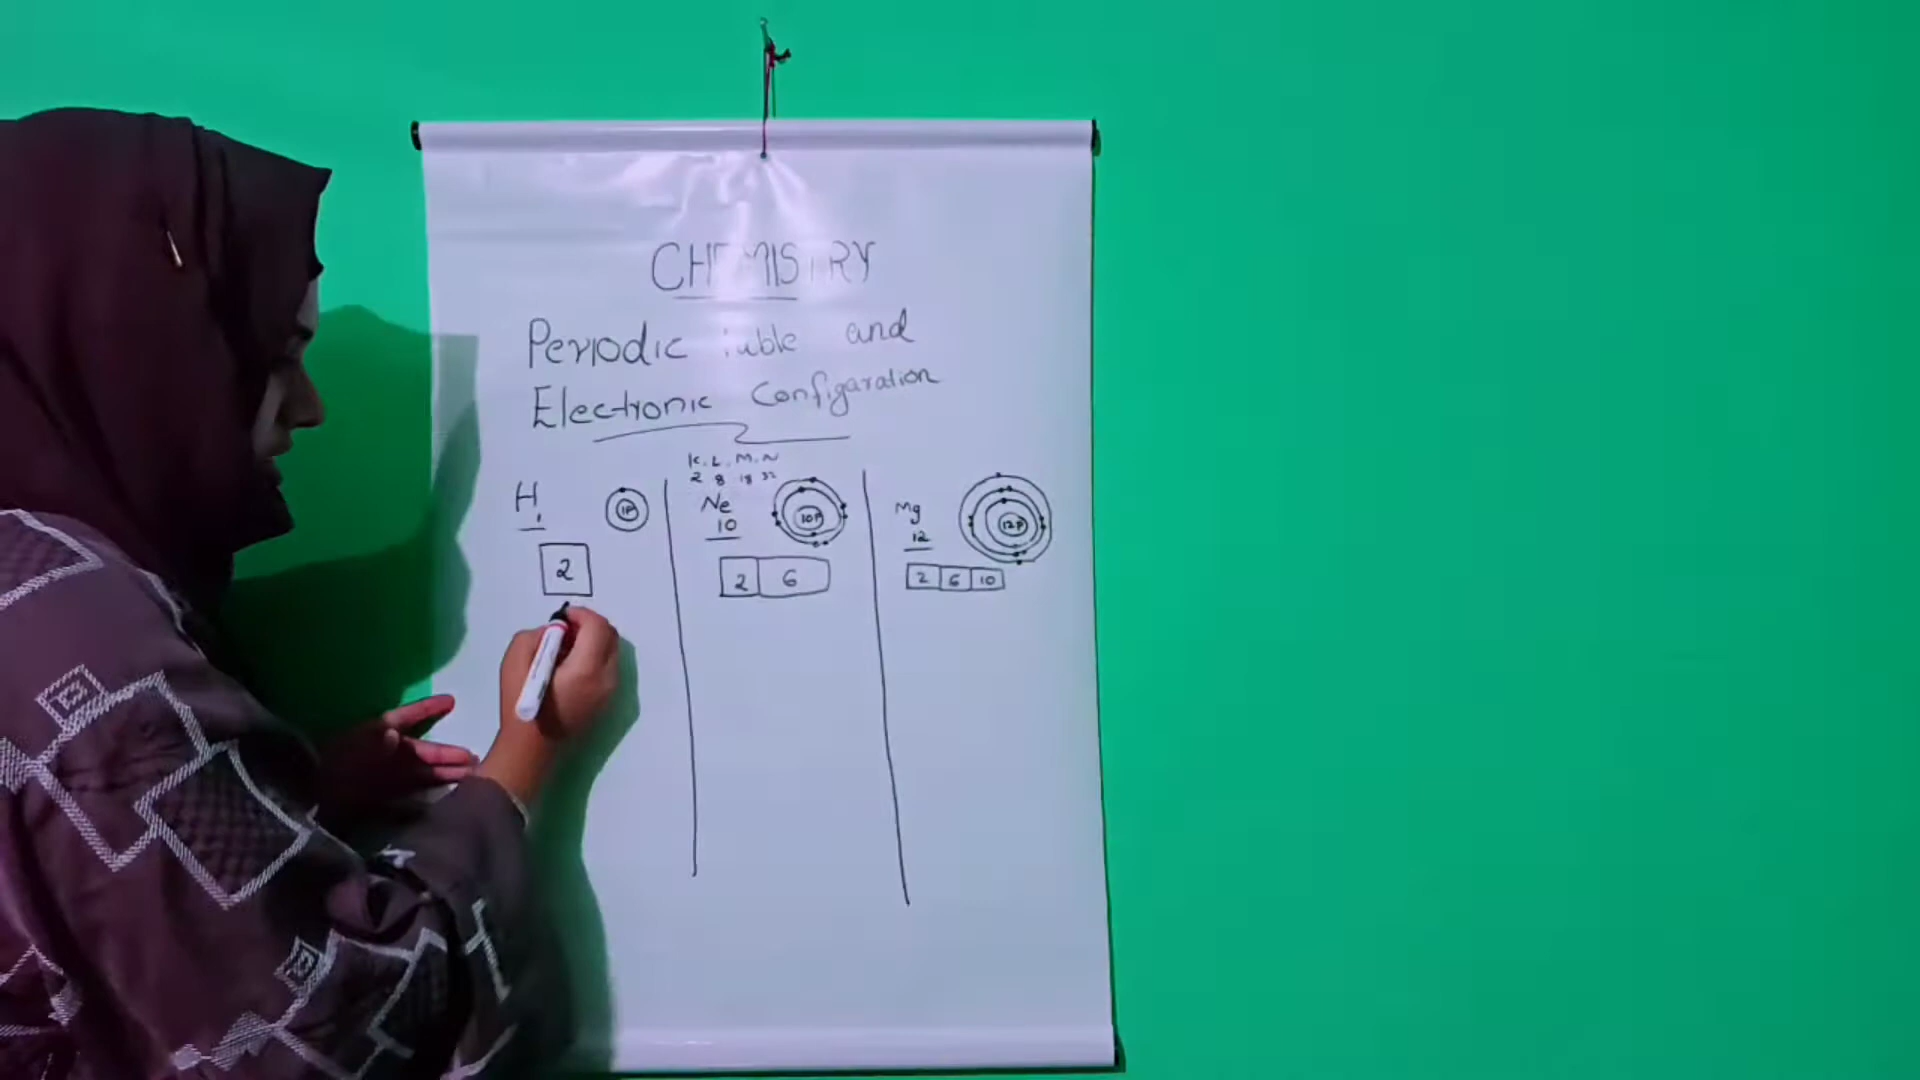 CHEMISTRY
Periodic Table and
Electronic Configaration
K. L. M. N
2 8 18 32
H
1
1P
2
Ne
10
10P
2 6
Mg
12
12P
2 6 10